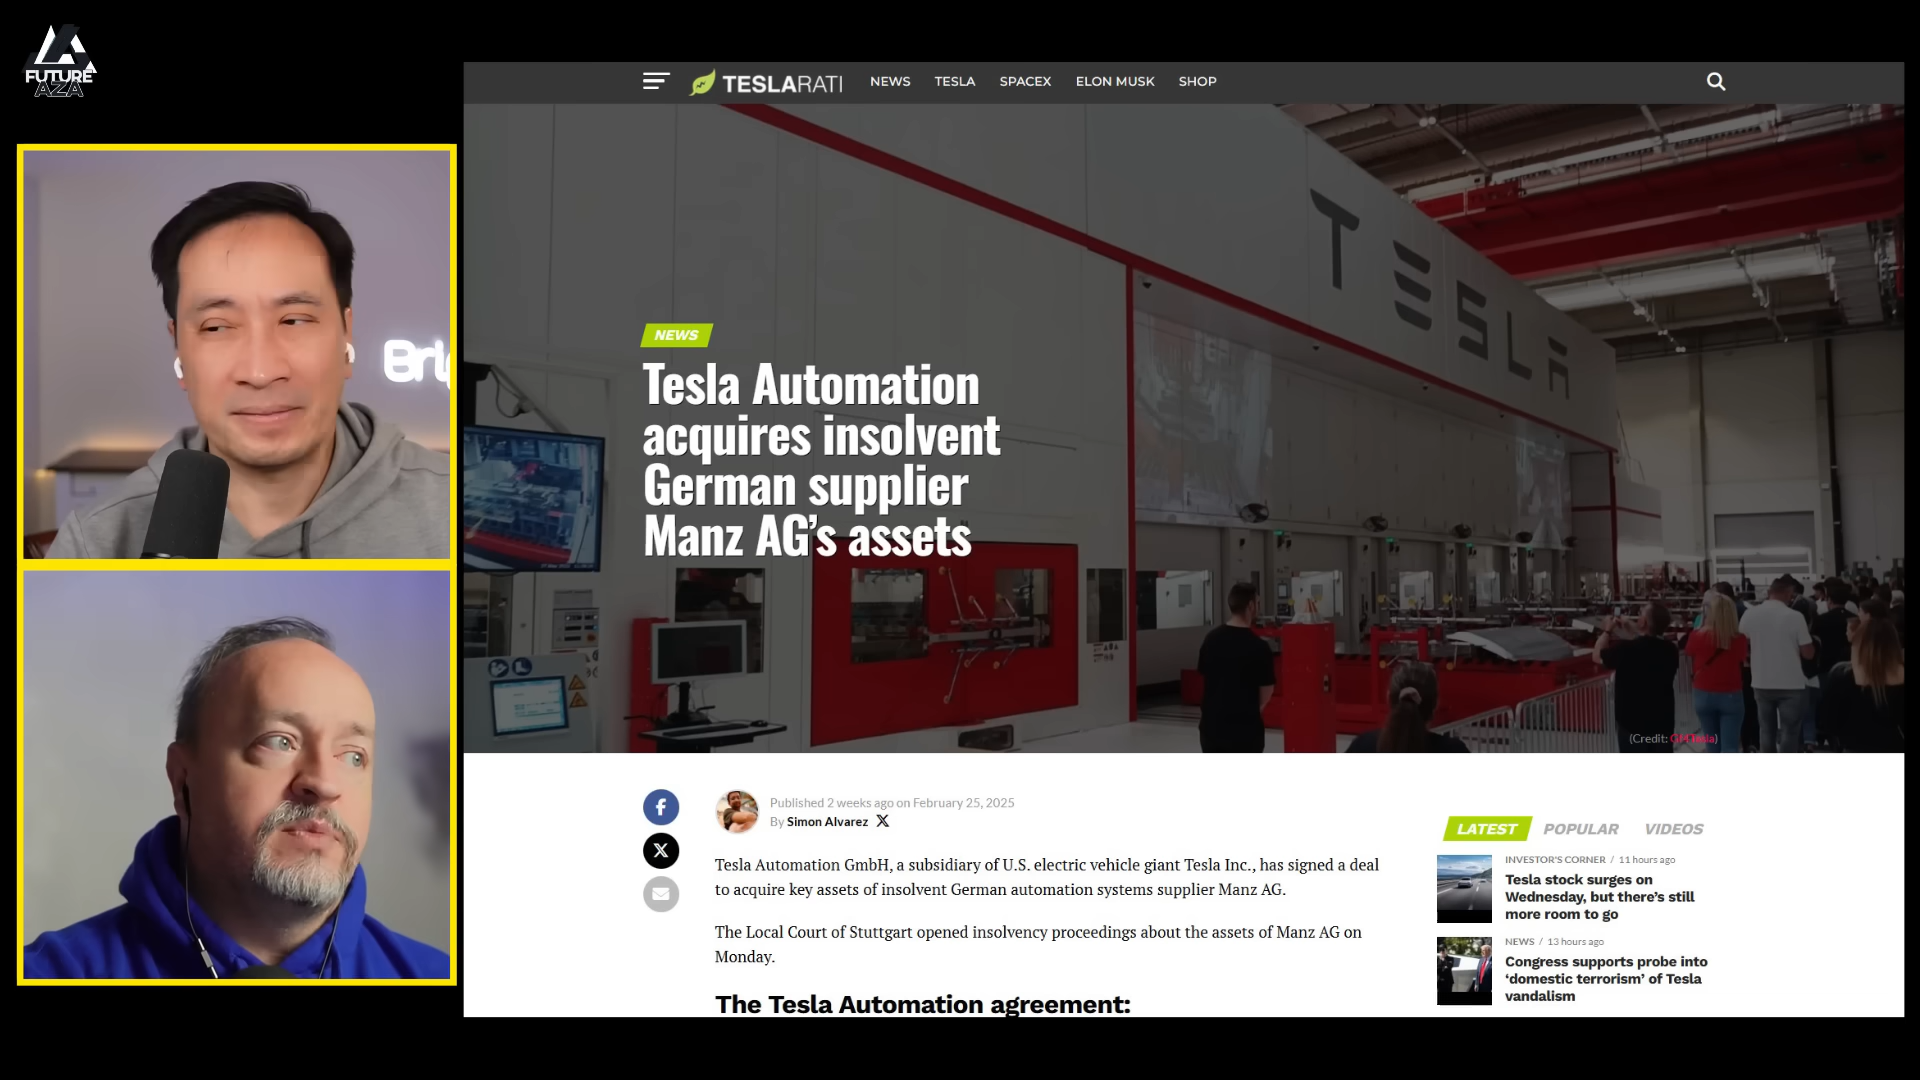 FUTURE
AZA
Bri
TESLARATI
NEWS TESLA SPACEX ELON MUSK SHOP
TESLA
NEWS
Tesla Automation
acquires insolvent
German supplier
Manz AG’s assets
(Credit: )
Published 2 weeks ago on February 25, 2025
By Simon Alvarez X
Tesla Automation GmbH, a subsidiary of U.S. electric vehicle giant Tesla Inc., has signed a deal
to acquire key assets of insolvent German automation systems supplier Manz AG.
The Local Court of Stuttgart opened insolvency proceedings about the assets of Manz AG on
Monday.
The Tesla Automation agreement:
LATEST POPULAR VIDEOS
INVESTOR'S CORNER / 11 hours ago
Tesla stock surges on
Wednesday, but there’s still
more room to go
NEWS / 13 hours ago
Congress supports probe into
‘domestic terrorism’ of Tesla
vandalism